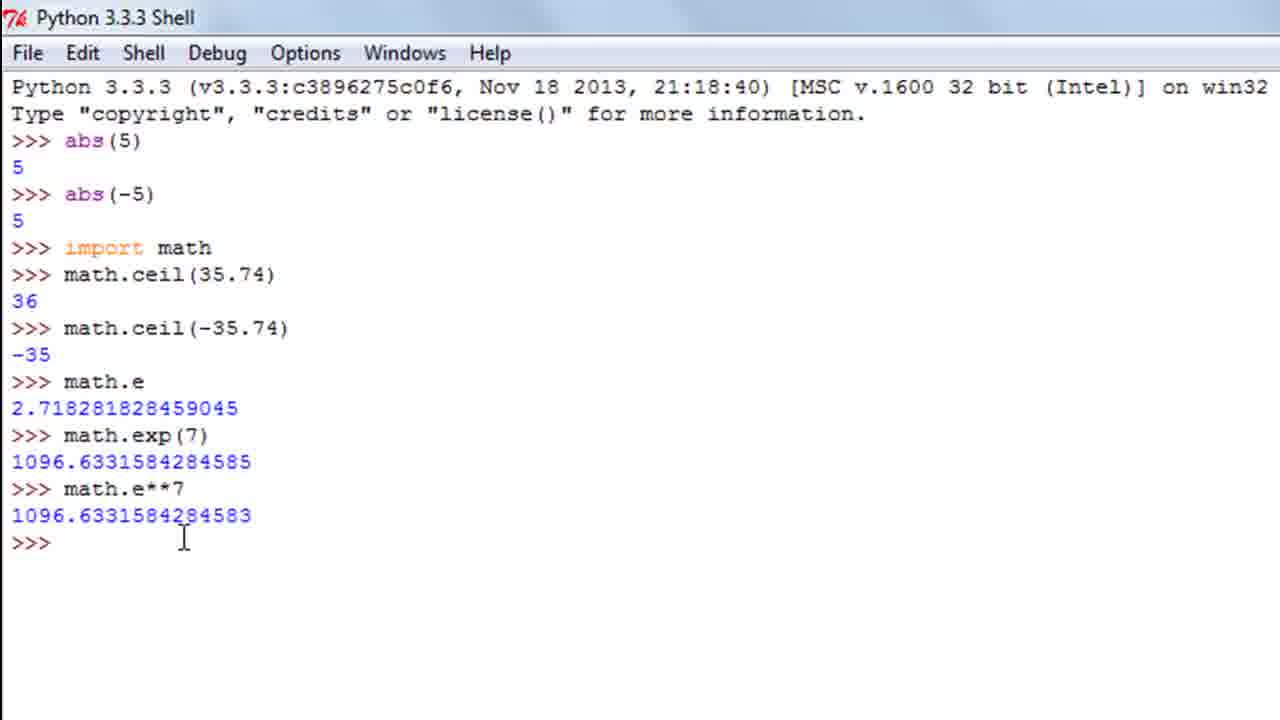 Python 3.3.3 Shell
File Edit Shell Debug Options Windows Help
Python 3.3.3 (v3.3.3:c3896275c0f6, Nov 18 2013, 21:18:40) [MSC v.1600 32 bit (Intel)] on win32
Type "copyright", "credits" or "license()" for more information.
>>> abs(5)
5
>>> abs(-5)
5
>>> import math
>>> math.ceil(35.74)
36
>>> math.ceil(-35.74)
-35
>>> math.e
2.718281828459045
>>> math.exp(7)
1096.6331584284585
>>> math.e**7
1096.6331584284583
>>>